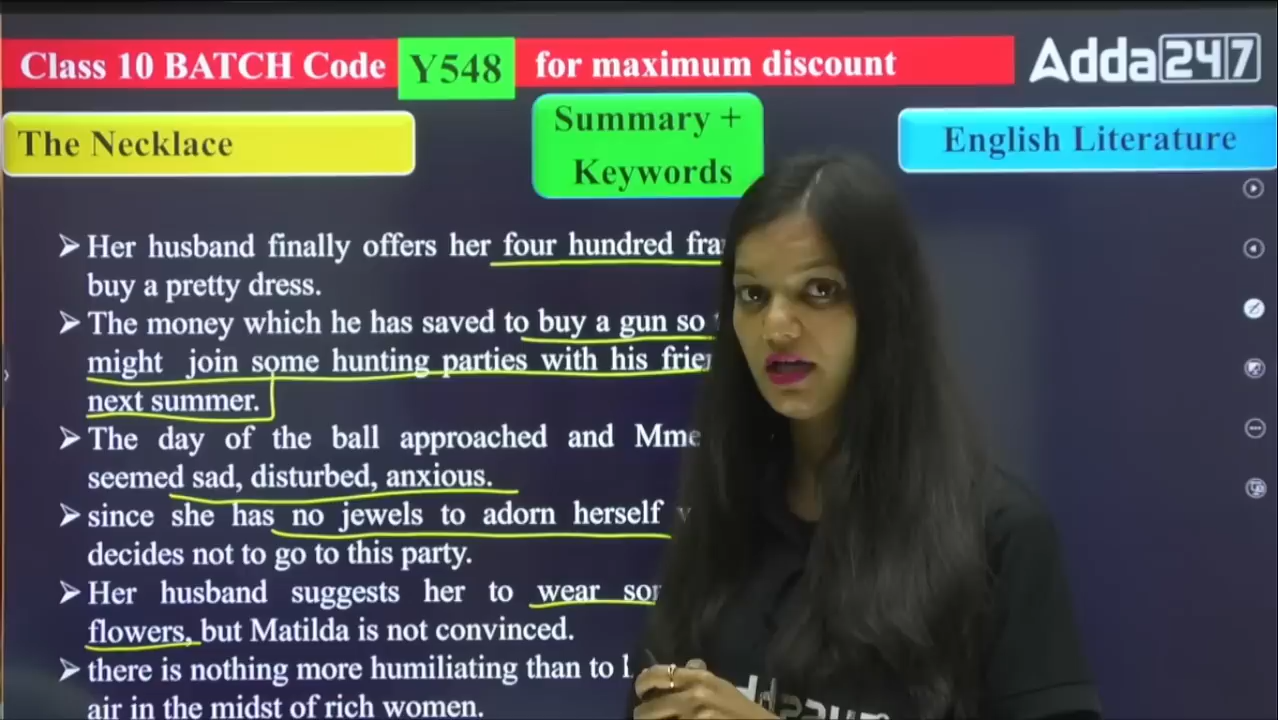 Class 10 BATCH Code Y548 for maximum discount
Adda247
The Necklace
Summary +
Keywords
English Literature
➤ Her husband finally offers her four hundred
buy a pretty dress.
➤ The money which he has saved to buy a gun so
might join some hunting parties with his
next summer.
➤ The day of the ball approached and Mme
seemed sad, disturbed, anxious.
➤ since she has no jewels to adorn herself
decides not to go to this party.
➤ Her husband suggests her to wear
flowers, but Matilda is not convinced.
➤ there is nothing more humiliating than to
air in the midst of rich women.